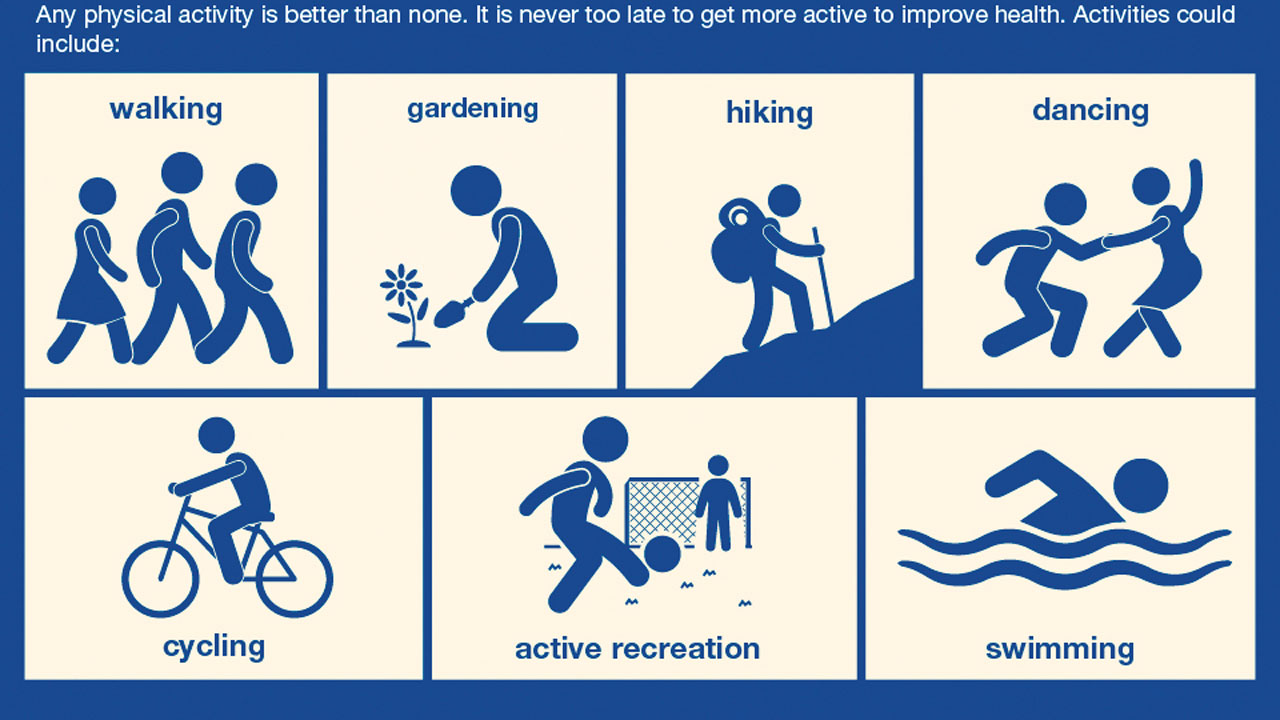 Any physical activity is better than none. It is never too late to get more active to improve health. Activities could
include:
walking
gardening
hiking
dancing
cycling
active recreation
swimming